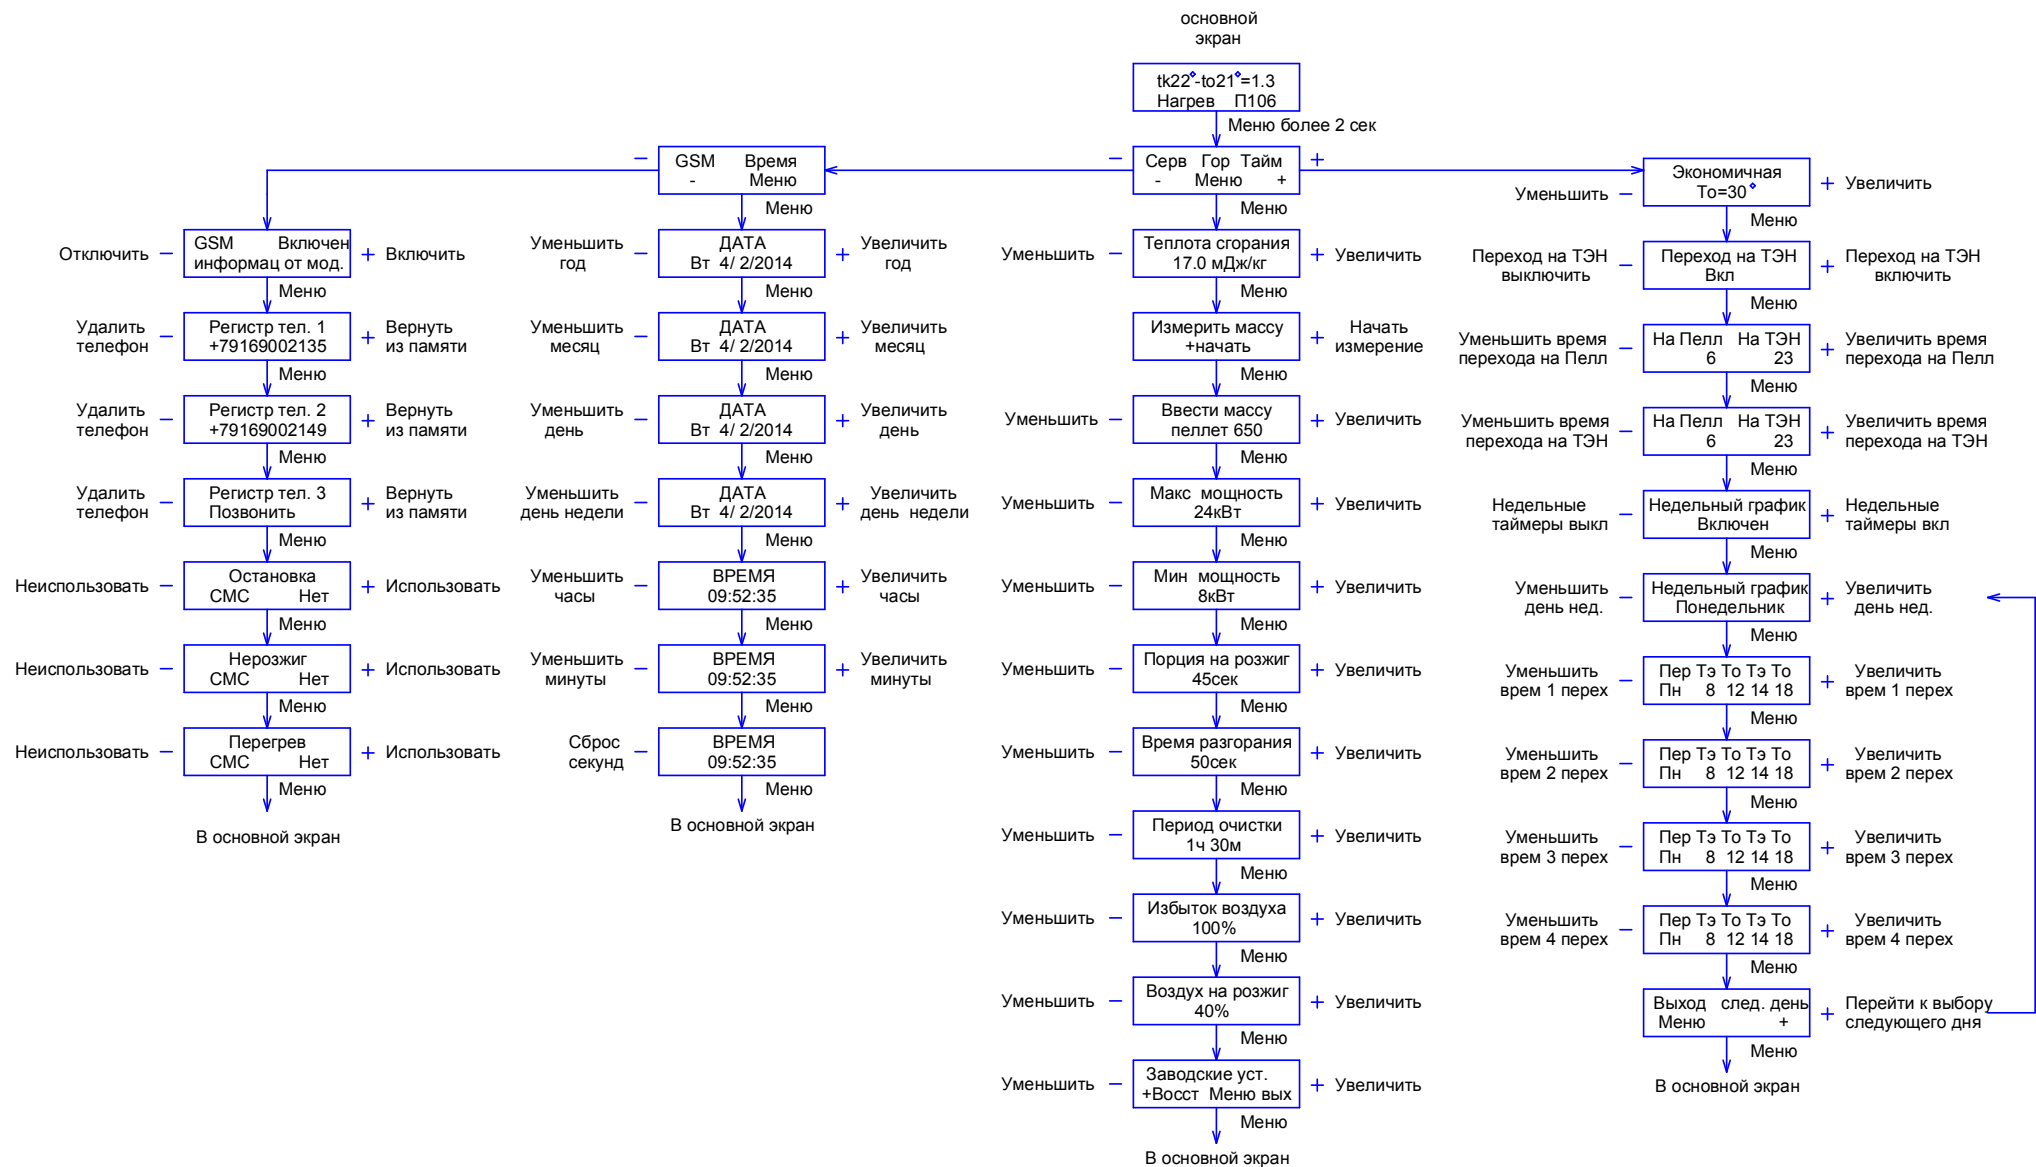 основной
экран
tk22°-to21°=1.3
Нагрев П106
Меню более 2 сек
− GSM Время
- Меню
Меню
− Серв Гор Тайм +
- Меню +
Меню
Отключить − GSM Включен + Включить
информац от мод.
Меню
Удалить
телефон
− Регистр тел. 1 +
+79169002135
Вернуть
из памяти
Меню
Удалить
телефон
− Регистр тел. 2 +
+79169002149
Вернуть
из памяти
Меню
Удалить
телефон
− Регистр тел. 3 +
Позвонить
Вернуть
из памяти
Меню
Неиспользовать − Остановка + Использовать
СМС Нет
Меню
Неиспользовать − Нерозжиг + Использовать
СМС Нет
Меню
Неиспользовать − Перегрев + Использовать
СМС Нет
Меню
В основной экран
Уменьшить
год
− ДАТА +
Вт 4/ 2/2014
Увеличить
год
Меню
Уменьшить
месяц
− ДАТА +
Вт 4/ 2/2014
Увеличить
месяц
Меню
Уменьшить
день
− ДАТА +
Вт 4/ 2/2014
Увеличить
день
Меню
Уменьшить
день недели
− ДАТА +
Вт 4/ 2/2014
Увеличить
день недели
Меню
Уменьшить
часы
− ВРЕМЯ +
09:52:35
Увеличить
часы
Меню
Уменьшить
минуты
− ВРЕМЯ +
09:52:35
Увеличить
минуты
Меню
Сброс
секунд
− ВРЕМЯ
09:52:35
Меню
В основной экран
Уменьшить − Теплота сгорания + Увеличить
17.0 мДж/кг
Меню
Измерить массу +
+начать
Начать
измерение
Меню
Уменьшить − Ввести массу + Увеличить
пеллет 650
Меню
Уменьшить − Макс мощность + Увеличить
24кВт
Меню
Уменьшить − Мин мощность + Увеличить
8кВт
Меню
Уменьшить − Порция на розжиг + Увеличить
45сек
Меню
Уменьшить − Время разгорания + Увеличить
50сек
Меню
Уменьшить − Период очистки + Увеличить
1ч 30м
Меню
Уменьшить − Избыток воздуха + Увеличить
100%
Меню
Уменьшить − Воздух на розжиг + Увеличить
40%
Меню
Уменьшить − Заводские уст. + Увеличить
+Восст Меню вых
Меню
В основной экран
Уменьшить − Экономичная + Увеличить
То=30°
Меню
Переход на ТЭН
выключить
− Переход на ТЭН +
Вкл
Переход на ТЭН
включить
Меню
Уменьшить время
перехода на Пелл
− На Пелл На ТЭН +
6 23
Увеличить время
перехода на Пелл
Меню
Уменьшить время
перехода на ТЭН
− На Пелл На ТЭН +
6 23
Увеличить время
перехода на ТЭН
Меню
Недельные
таймеры выкл
− Недельный график +
Включен
Недельные
таймеры вкл
Меню
Уменьшить
день нед.
− Недельный график +
Понедельник
Увеличить
день нед.
Меню
Уменьшить
врем 1 перех
− Пер Тэ То Тэ То +
Пн 8 12 14 18
Увеличить
врем 1 перех
Меню
Уменьшить
врем 2 перех
− Пер Тэ То Тэ То +
Пн 8 12 14 18
Увеличить
врем 2 перех
Меню
Уменьшить
врем 3 перех
− Пер Тэ То Тэ То +
Пн 8 12 14 18
Увеличить
врем 3 перех
Меню
Уменьшить
врем 4 перех
− Пер Тэ То Тэ То +
Пн 8 12 14 18
Увеличить
врем 4 перех
Меню
Выход след. день +
Меню +
Перейти к выбору
следующего дня
Меню
В основной экран